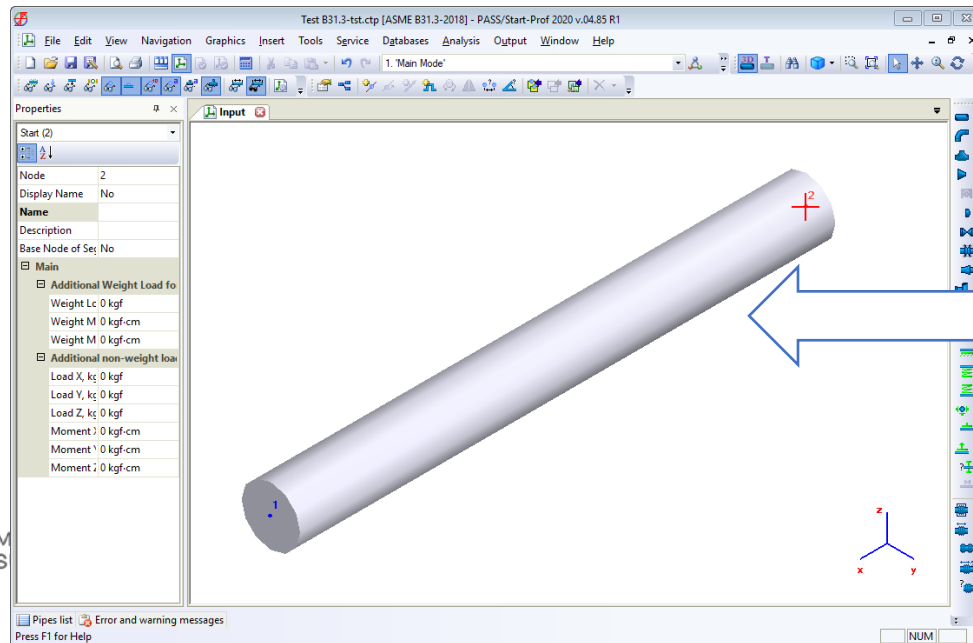 Test B31.3-tst.ctp [ASME B31.3-2018] - PASS/Start-Prof 2020 v.04.85 R1
File Edit View Navigation Graphics Insert Tools Service Databases Analysis Output Window Help
1. 'Main Mode'
Properties
Input
Start (2)
Node 2
Display Name No
Name
Description
Base Node of Se No
Main
Additional Weight Load fo
Weight Lc 0 kgf
Weight M 0 kgf·cm
Weight M 0 kgf·cm
Additional non-weight loa
Load X, kg 0 kgf
Load Y, kg 0 kgf
Load Z, kg 0 kgf
Moment X 0 kgf·cm
Moment Y 0 kgf·cm
Moment Z 0 kgf·cm
2
1
z
x y
M
S
Pipes list Error and warning messages
Press F1 for Help
NUM